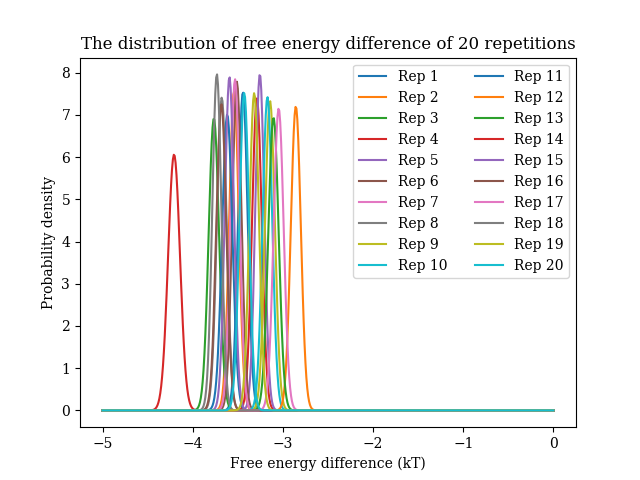 The distribution of free energy difference of 20 repetitions
Probability density
8
7
6
5
4
3
2
1
0
Rep 1
Rep 2
Rep 3
Rep 4
Rep 5
Rep 6
Rep 7
Rep 8
Rep 9
Rep 10
Rep 11
Rep 12
Rep 13
Rep 14
Rep 15
Rep 16
Rep 17
Rep 18
Rep 19
Rep 20
−5 −4 −3 −2 −1 0
Free energy difference (kT)